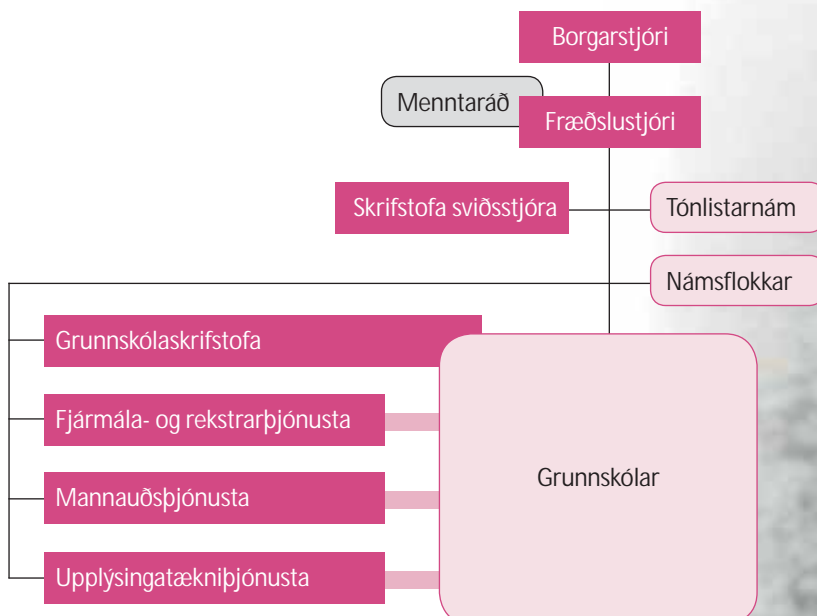 Borgarstjóri
Menntaráð
Fræðslustjóri
Skrifstofa sviðsstjóra
Tónlistarnám
Námsflokkar
Grunnskólaskrifstofa
Fjármála- og rekstrarþjónusta
Mannauðsþjónusta
Grunnskólar
Upplýsingatækniþjónusta